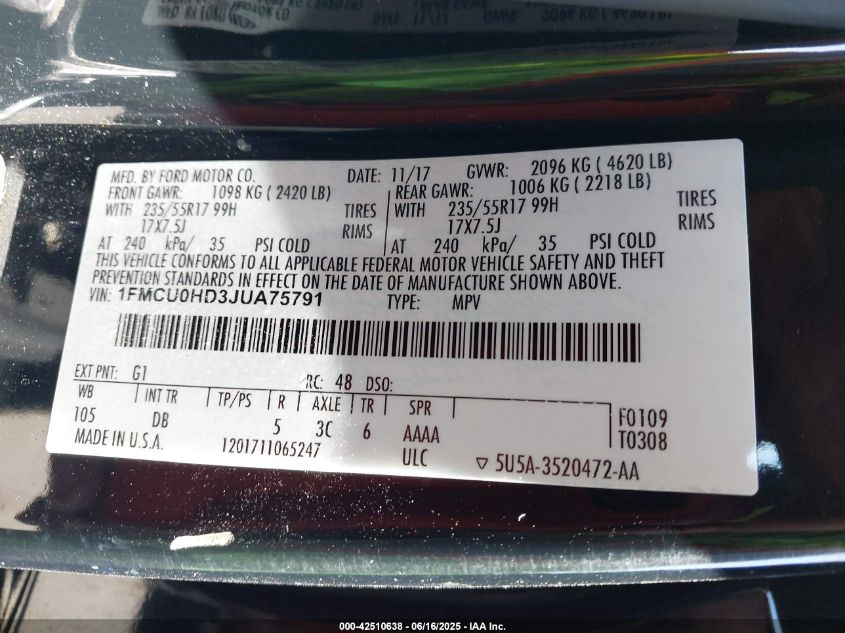 MFD. BY FORD MOTOR CO. DATE: 11/17 GVWR: 2096 KG ( 4620 LB)
FRONT GAWR: 1098 KG ( 2420 LB) REAR GAWR: 1006 KG ( 2218 LB)
WITH 235/55R17 99H TIRES WITH 235/55R17 99H TIRES
17X7.5J RIMS 17X7.5J RIMS
AT 240 kPa/ 35 PSI COLD AT 240 kPa/ 35 PSI COLD
THIS VEHICLE CONFORMS TO ALL APPLICABLE FEDERAL MOTOR VEHICLE SAFETY AND THEFT
PREVENTION STANDARDS IN EFFECT ON THE DATE OF MANUFACTURE SHOWN ABOVE.
VIN: 1FMCU0HD3JUA75791 TYPE: MPV
EXT PNT: G1 RC: 48 DSO:
WB INT TR TP/PS R AXLE TR SPR
105 DB 5 3C 6 AAAA F0109
MADE IN U.S.A. 1201711065247 ULC T0308
▽ 5U5A-3520472-AA
000-42510638 - 06/16/2025 - IAA Inc.